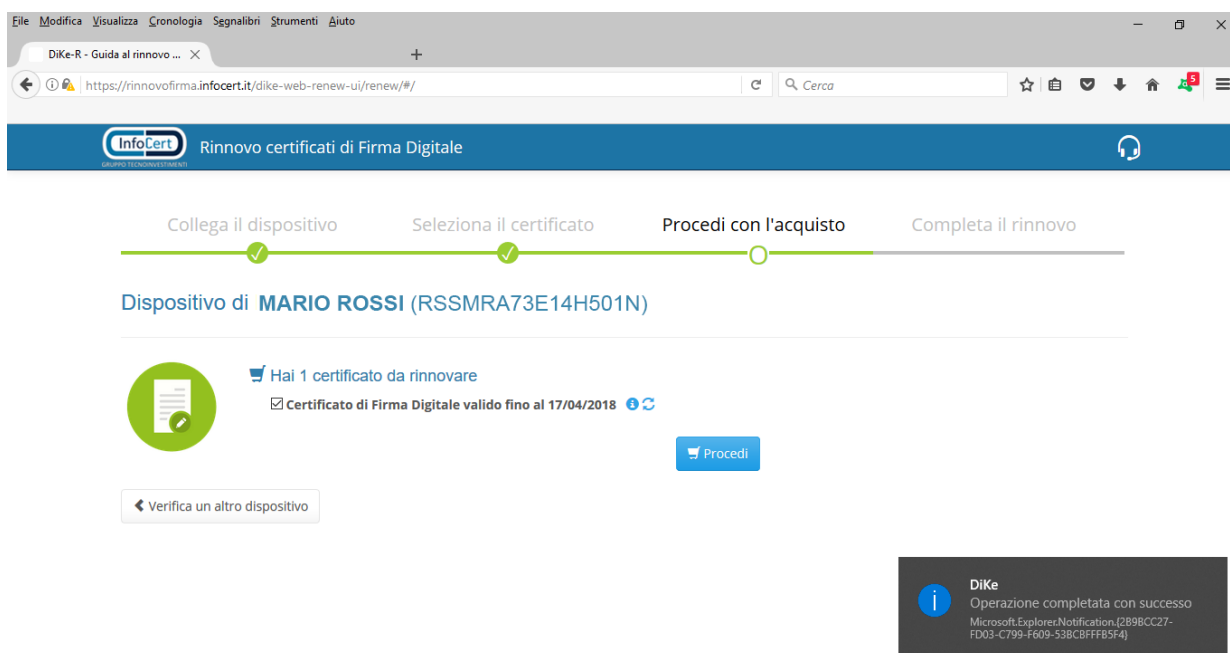 File Modifica Visualizza Cronologia Segnalibri Strumenti Aiuto
DiKe-R - Guida al rinnovo ...
https://rinnovofirma.infocert.it/dike-web-renew-ui/renew/#/
Cerca
5
InfoCert
GRUPPO TECNOINVESTIMENTI
Rinnovo certificati di Firma Digitale
Collega il dispositivo Seleziona il certificato Procedi con l'acquisto Completa il rinnovo
Dispositivo di MARIO ROSSI (RSSMRA73E14H501N)
Hai 1 certificato da rinnovare
Certificato di Firma Digitale valido fino al 17/04/2018
Procedi
Verifica un altro dispositivo
DiKe
Operazione completata con successo
Microsoft.Explorer.Notification.{2B9BCC27-
FD03-C799-F609-53BCBFFFB5F4}